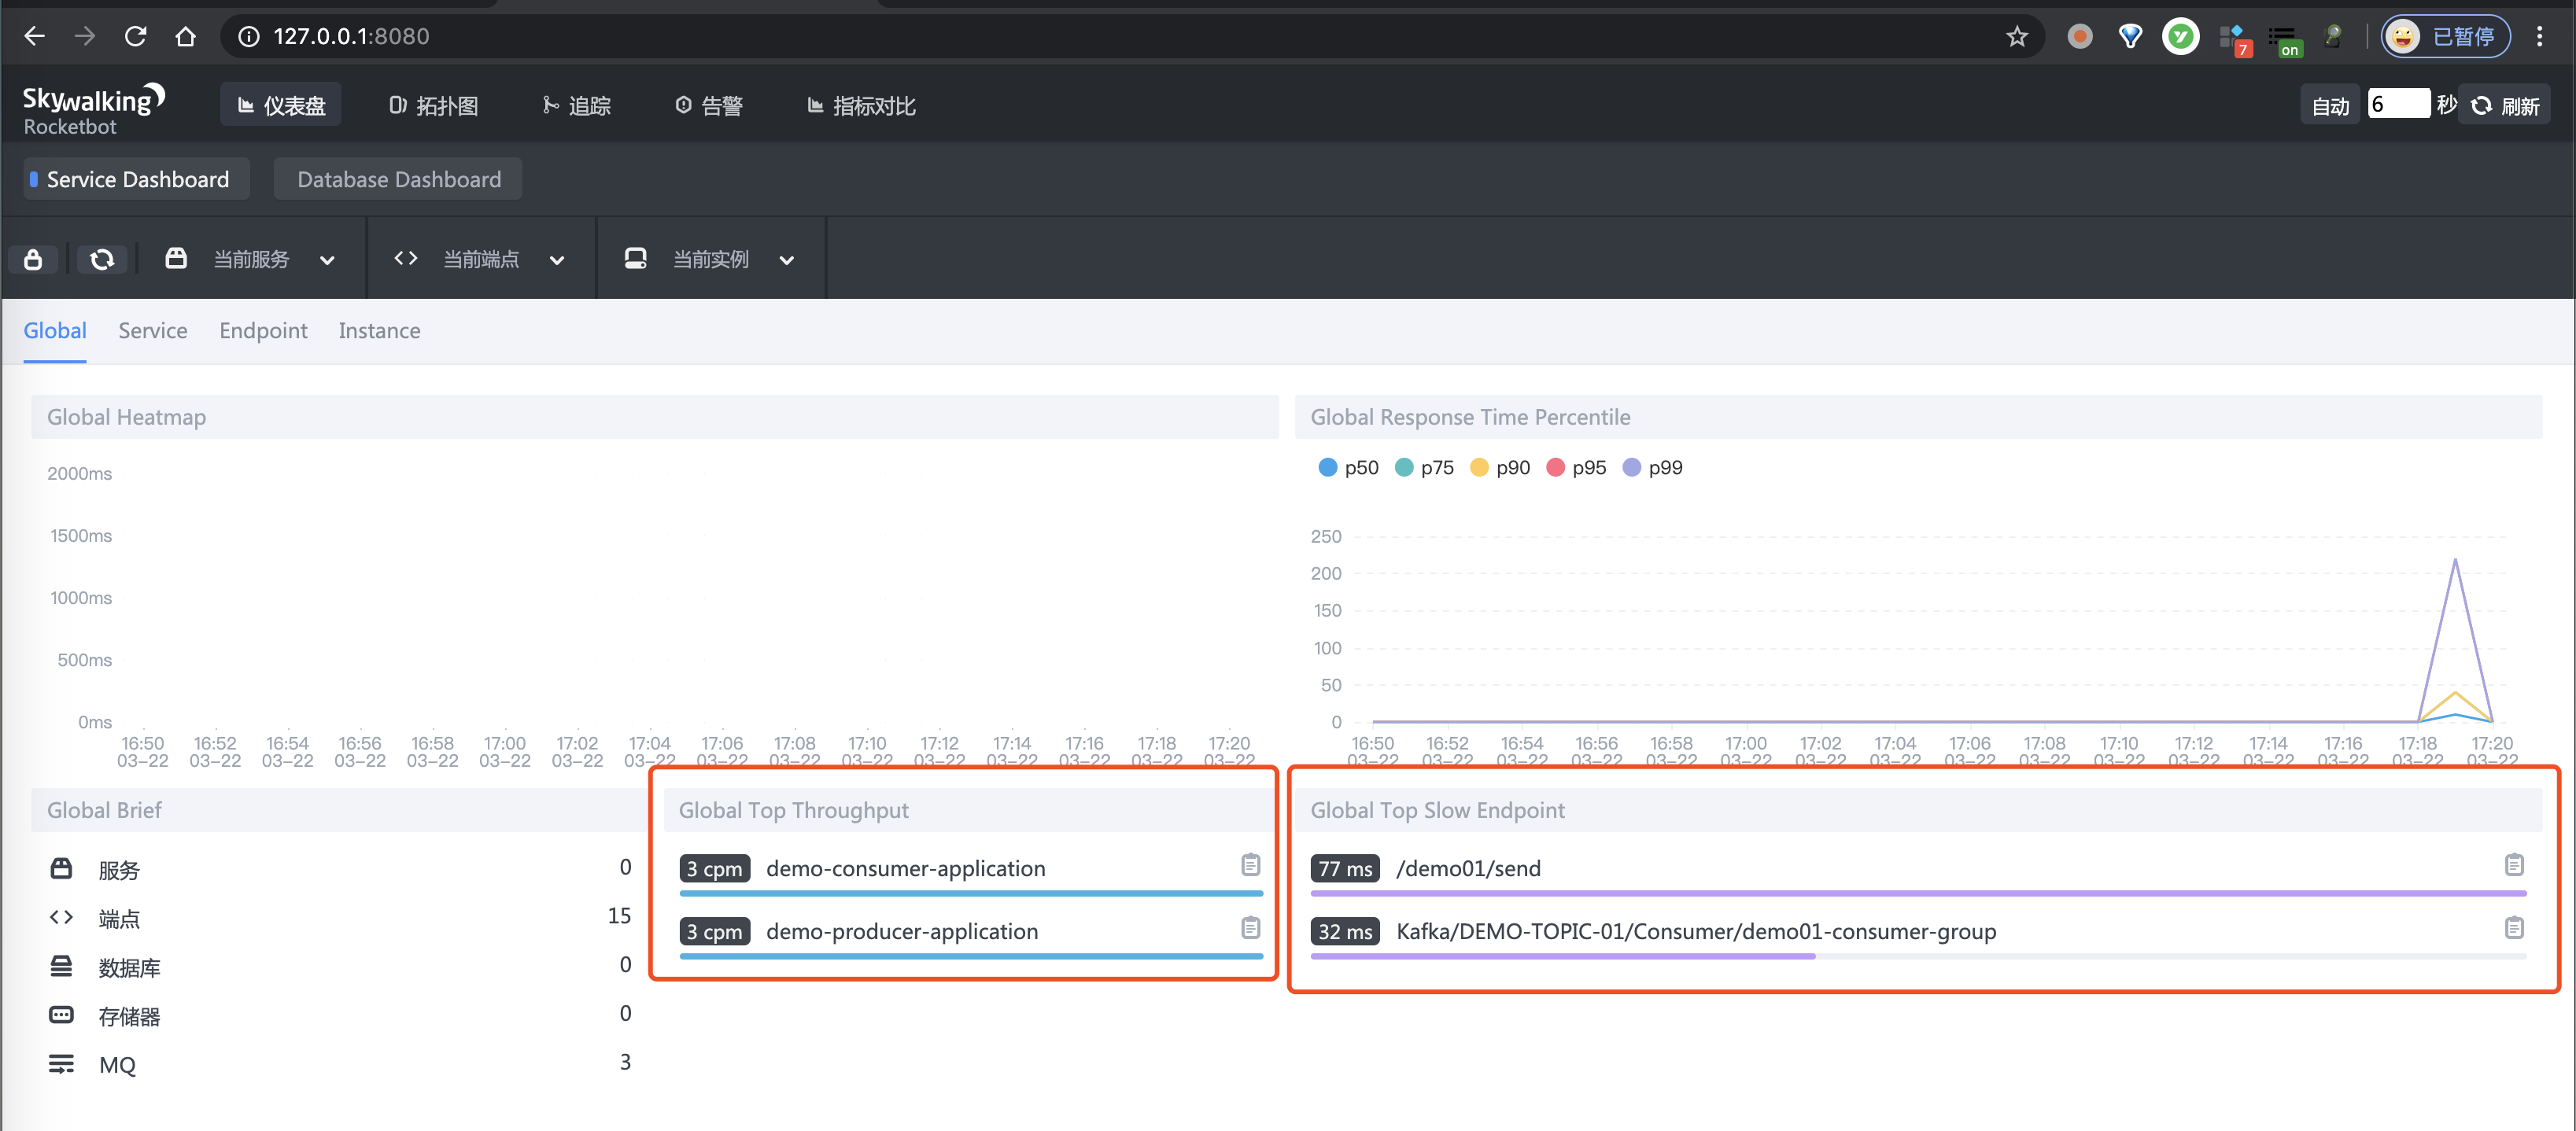 127.0.0.1:8080
7
on
已暂停
Skywalking
Rocketbot
仪表盘
拓扑图
追踪
告警
指标对比
自动
6
秒
刷新
Service Dashboard
Database Dashboard
当前服务
当前端点
当前实例
Global
Service
Endpoint
Instance
Global Heatmap
2000ms
1500ms
1000ms
500ms
0ms
16:50 16:52 16:54 16:56 16:58 17:00 17:02 17:04 17:06 17:08 17:10 17:12 17:14 17:16 17:18 17:20
03-22 03-22 03-22 03-22 03-22 03-22 03-22 03-22 03-22 03-22 03-22 03-22 03-22 03-22 03-22 03-22
Global Response Time Percentile
p50 p75 p90 p95 p99
250
200
150
100
50
0
16:50 16:52 16:54 16:56 16:58 17:00 17:02 17:04 17:06 17:08 17:10 17:12 17:14 17:16 17:18 17:20
03-22 03-22 03-22 03-22 03-22 03-22 03-22 03-22 03-22 03-22 03-22 03-22 03-22 03-22 03-22 03-22
Global Brief
服务 0
端点 15
数据库 0
存储器 0
MQ 3
Global Top Throughput
3 cpm demo-consumer-application
3 cpm demo-producer-application
Global Top Slow Endpoint
77 ms /demo01/send
32 ms Kafka/DEMO-TOPIC-01/Consumer/demo01-consumer-group